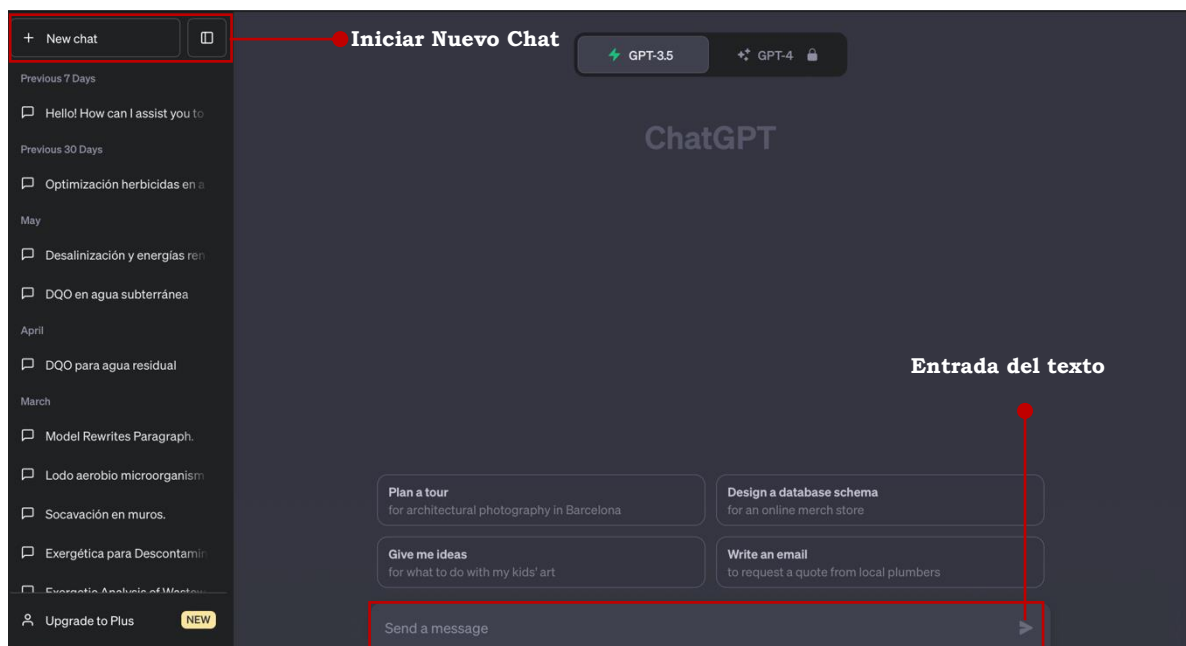 + New chat
Iniciar Nuevo Chat
GPT-3.5
GPT-4
Previous 7 Days
Hello! How can I assist you to
ChatGPT
Previous 30 Days
Optimización herbicidas en a
May
Desalinización y energías ren
DQO en agua subterránea
April
DQO para agua residual
Entrada del texto
March
Model Rewrites Paragraph.
Lodo aerobio microorganism
Socavación en muros.
Exergética para Descontamin
Exergetic Analysis of Wastew
Plan a tour
for architectural photography in Barcelona
Design a database schema
for an online merch store
Give me ideas
for what to do with my kids' art
Write an email
to request a quote from local plumbers
Upgrade to Plus
NEW
Send a message